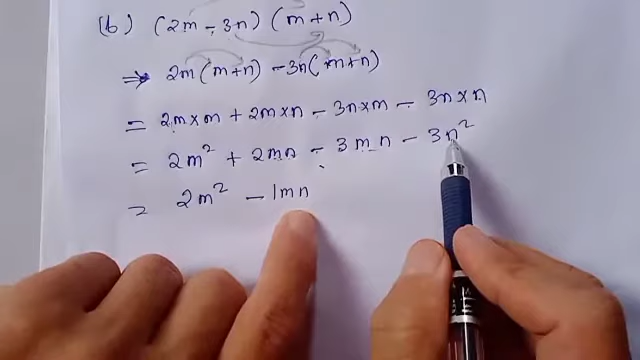 (b) (2m - 3n) (m + n)
⇒ 2m (m+n) - 3n (m+n)
= 2m × m + 2m × n - 3n × m - 3n × n
= 2m² + 2mn - 3mn - 3n²
= 2m² - 1mn